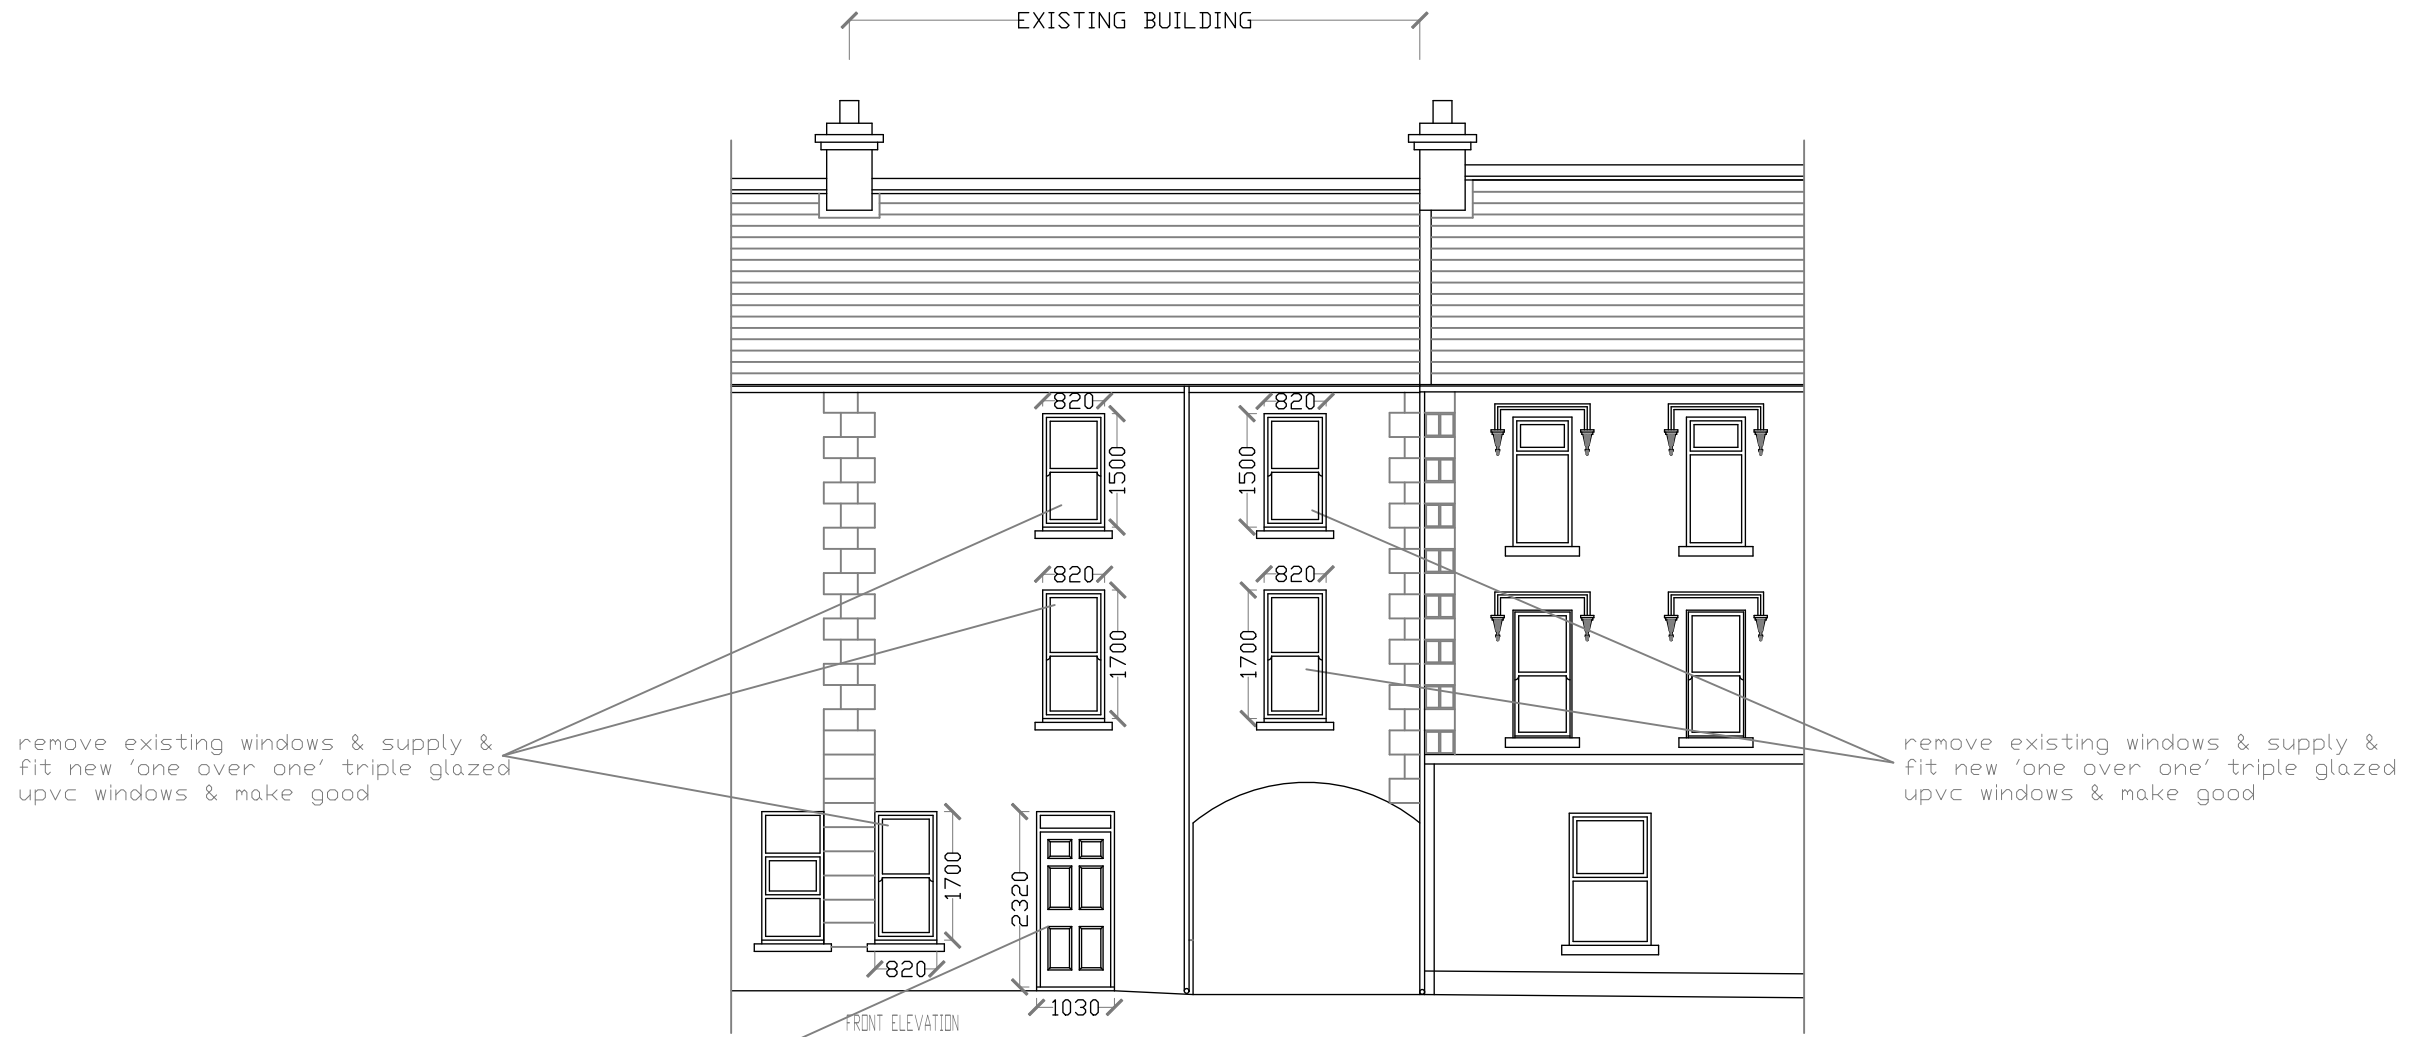 EXISTING BUILDING
820
820
1500
1500
820
820
1700
1700
remove existing windows & supply &
fit new 'one over one' triple glazed
upvc windows & make good
remove existing windows & supply &
fit new 'one over one' triple glazed
upvc windows & make good
1700
2320
820
1030
FRONT ELEVATION